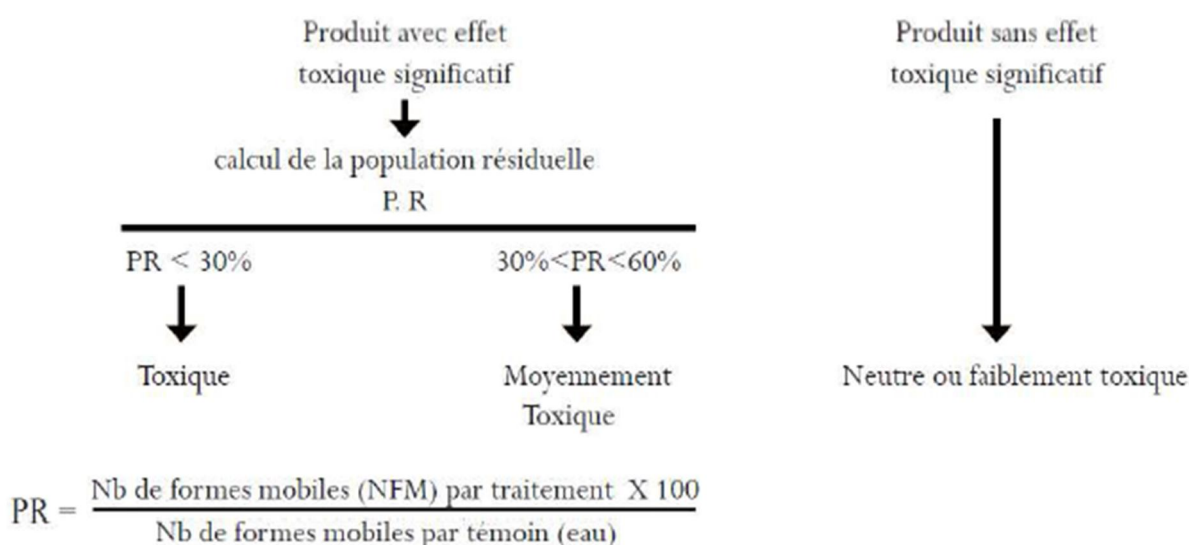 Produit avec effet
toxique significatif
calcul de la population résiduelle
P. R
PR < 30%
30%<PR<60%
Toxique
Moyennement
Toxique
Produit sans effet
toxique significatif
Neutre ou faiblement toxique
PR = Nb de formes mobiles (NFM) par traitement X 100
Nb de formes mobiles par témoin (eau)